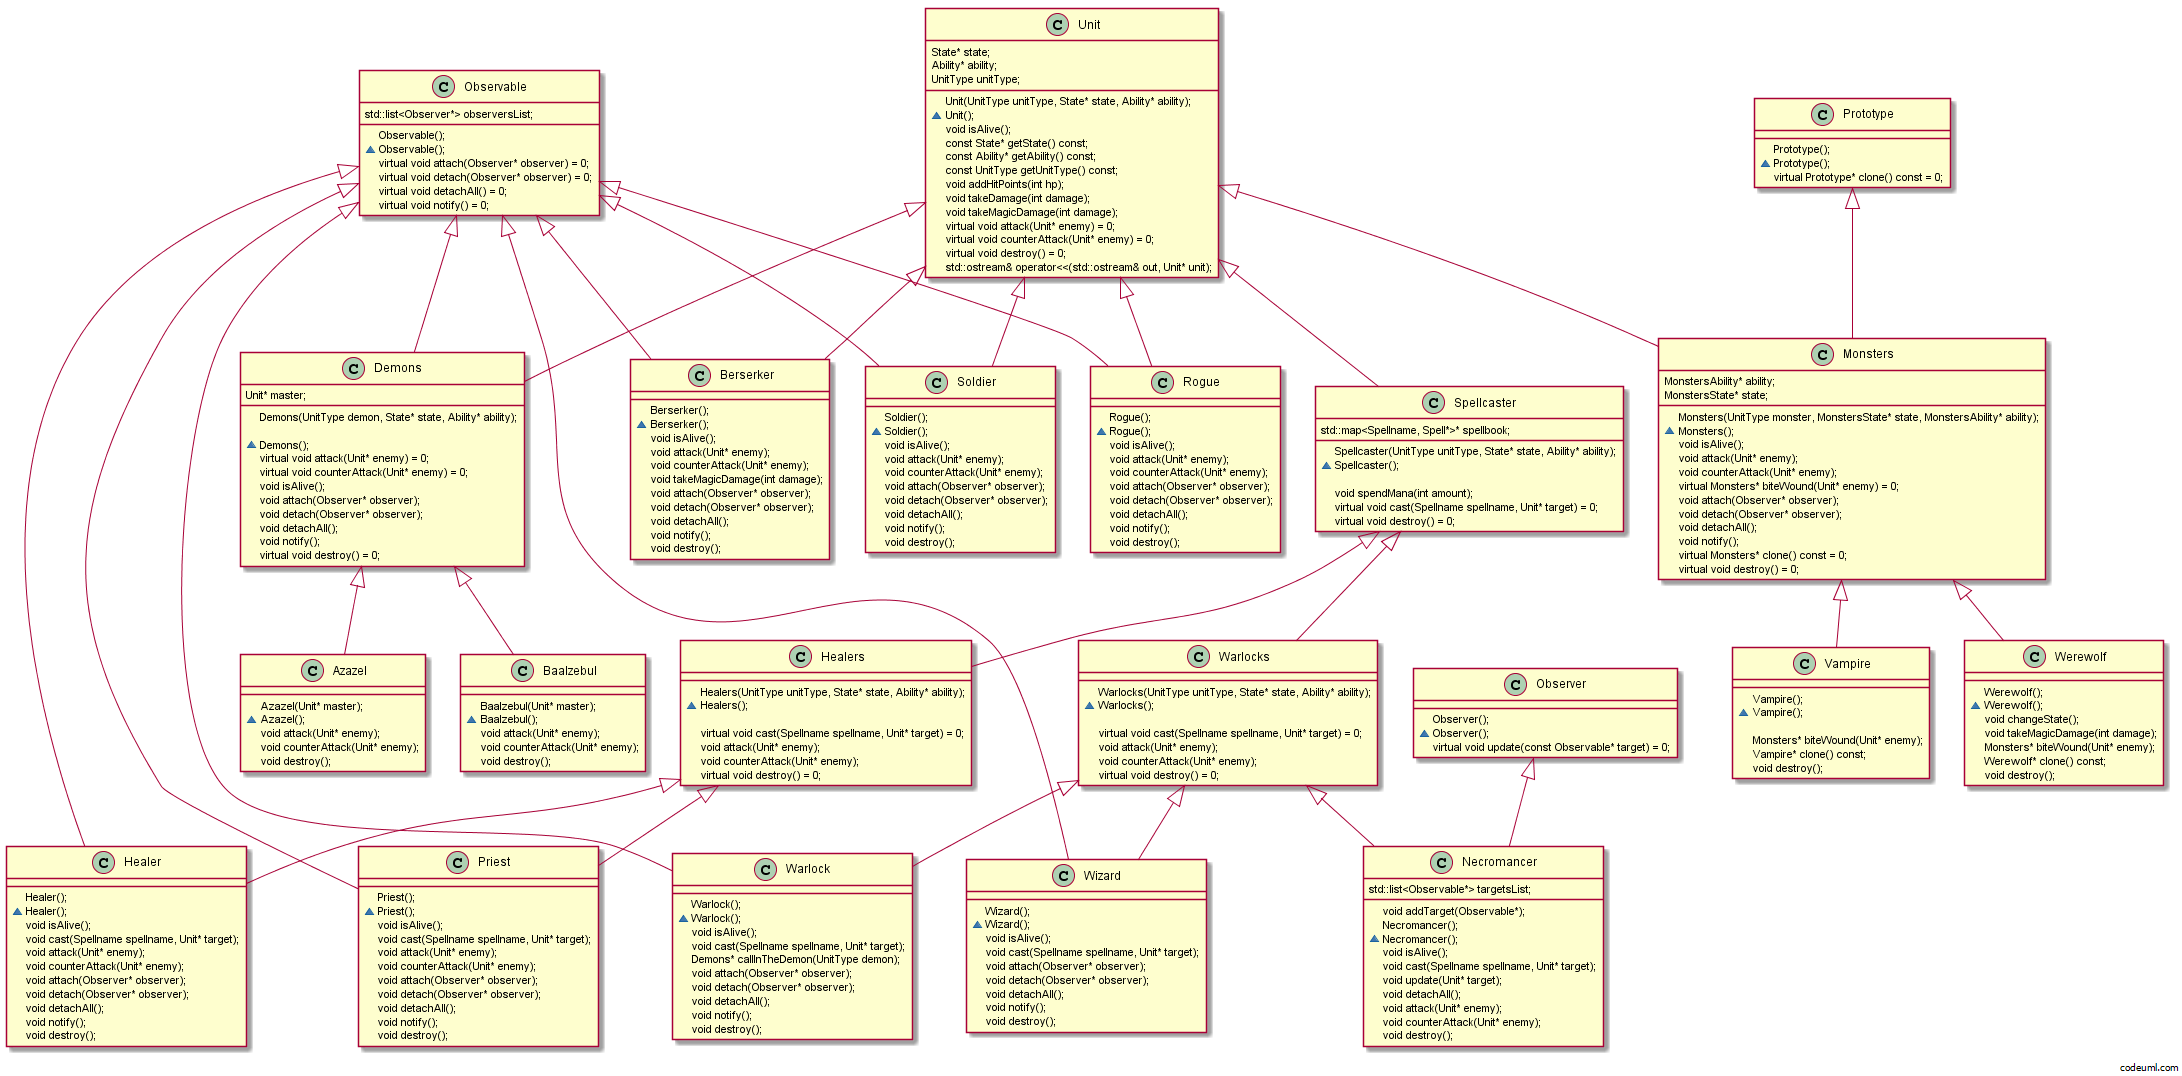 C Unit
State* state;
Ability* ability;
UnitType unitType;
Unit(UnitType unitType, State* state, Ability* ability);
Unit();
void isAlive();
const State* getState() const;
const Ability* getAbility() const;
const UnitType getUnitType() const;
void addHitPoints(int hp);
void takeDamage(int damage);
void takeMagicDamage(int damage);
virtual void attack(Unit* enemy) = 0;
virtual void counterAttack(Unit* enemy) = 0;
virtual void destroy() = 0;
std::ostream& operator<<(std::ostream& out, Unit* unit);
C Observable
std::list<Observer*> observersList;
Observable();
Observable();
virtual void attach(Observer* observer) = 0;
virtual void detach(Observer* observer) = 0;
virtual void detachAll() = 0;
virtual void notify() = 0;
C Prototype
Prototype();
Prototype();
virtual Prototype* clone() const = 0;
C Demons
Unit* master;
Demons(UnitType demon, State* state, Ability* ability);
Demons();
virtual void attack(Unit* enemy) = 0;
virtual void counterAttack(Unit* enemy) = 0;
void isAlive();
void attach(Observer* observer);
void detach(Observer* observer);
void detachAll();
void notify();
virtual void destroy() = 0;
C Berserker
Berserker();
Berserker();
void isAlive();
void attack(Unit* enemy);
void counterAttack(Unit* enemy);
void takeMagicDamage(int damage);
void attach(Observer* observer);
void detach(Observer* observer);
void detachAll();
void notify();
void destroy();
C Soldier
Soldier();
Soldier();
void isAlive();
void attack(Unit* enemy);
void counterAttack(Unit* enemy);
void attach(Observer* observer);
void detach(Observer* observer);
void detachAll();
void notify();
void destroy();
C Rogue
Rogue();
Rogue();
void isAlive();
void attack(Unit* enemy);
void counterAttack(Unit* enemy);
void attach(Observer* observer);
void detach(Observer* observer);
void detachAll();
void notify();
void destroy();
C Spellcaster
std::map<Spellname, Spell*>* spellbook;
Spellcaster(UnitType unitType, State* state, Ability* ability);
Spellcaster();
void spendMana(int amount);
virtual void cast(Spellname spellname, Unit* target) = 0;
virtual void destroy() = 0;
C Monsters
MonstersAbility* ability;
MonstersState* state;
Monsters(UnitType monster, MonstersState* state, MonstersAbility* ability);
Monsters();
void isAlive();
void attack(Unit* enemy);
void counterAttack(Unit* enemy);
virtual Monsters* biteWound(Unit* enemy) = 0;
void attach(Observer* observer);
void detach(Observer* observer);
void detachAll();
void notify();
virtual Monsters* clone() const = 0;
virtual void destroy() = 0;
C Azazel
Azazel(Unit* master);
Azazel();
void attack(Unit* enemy);
void counterAttack(Unit* enemy);
void destroy();
C Baalzebul
Baalzebul(Unit* master);
Baalzebul();
void attack(Unit* enemy);
void counterAttack(Unit* enemy);
void destroy();
C Healers
Healers(UnitType unitType, State* state, Ability* ability);
Healers();
virtual void cast(Spellname spellname, Unit* target) = 0;
void attack(Unit* enemy);
void counterAttack(Unit* enemy);
virtual void destroy() = 0;
C Warlocks
Warlocks(UnitType unitType, State* state, Ability* ability);
Warlocks();
virtual void cast(Spellname spellname, Unit* target) = 0;
void attack(Unit* enemy);
void counterAttack(Unit* enemy);
virtual void destroy() = 0;
C Observer
Observer();
Observer();
virtual void update(const Observable* target) = 0;
C Vampire
Vampire();
Vampire();
Monsters* biteWound(Unit* enemy);
Vampire* clone() const;
void destroy();
C Werewolf
Werewolf();
Werewolf();
void changeState();
void takeMagicDamage(int damage);
Monsters* biteWound(Unit* enemy);
Werewolf* clone() const;
void destroy();
C Healer
Healer();
Healer();
void isAlive();
void cast(Spellname spellname, Unit* target);
void attack(Unit* enemy);
void counterAttack(Unit* enemy);
void attach(Observer* observer);
void detach(Observer* observer);
void detachAll();
void notify();
void destroy();
C Priest
Priest();
Priest();
void isAlive();
void cast(Spellname spellname, Unit* target);
void attack(Unit* enemy);
void counterAttack(Unit* enemy);
void attach(Observer* observer);
void detach(Observer* observer);
void detachAll();
void notify();
void destroy();
C Warlock
Warlock();
Warlock();
void isAlive();
void cast(Spellname spellname, Unit* target);
Demons* callInTheDemon(UnitType demon);
void attach(Observer* observer);
void detach(Observer* observer);
void detachAll();
void notify();
void destroy();
C Wizard
Wizard();
Wizard();
void isAlive();
void cast(Spellname spellname, Unit* target);
void attach(Observer* observer);
void detach(Observer* observer);
void detachAll();
void notify();
void destroy();
C Necromancer
std::list<Observable*> targetsList;
void addTarget(Observable*);
Necromancer();
Necromancer();
void isAlive();
void cast(Spellname spellname, Unit* target);
void update(Unit* target);
void detachAll();
void attack(Unit* enemy);
void counterAttack(Unit* enemy);
void destroy();
codeuml.com